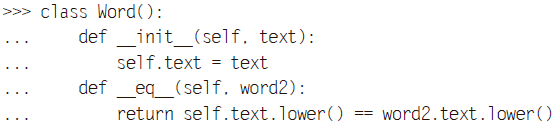 >>> class Word():
...     def __init__(self, text):
...         self.text = text
...     def __eq__(self, word2):
...         return self.text.lower() == word2.text.lower()